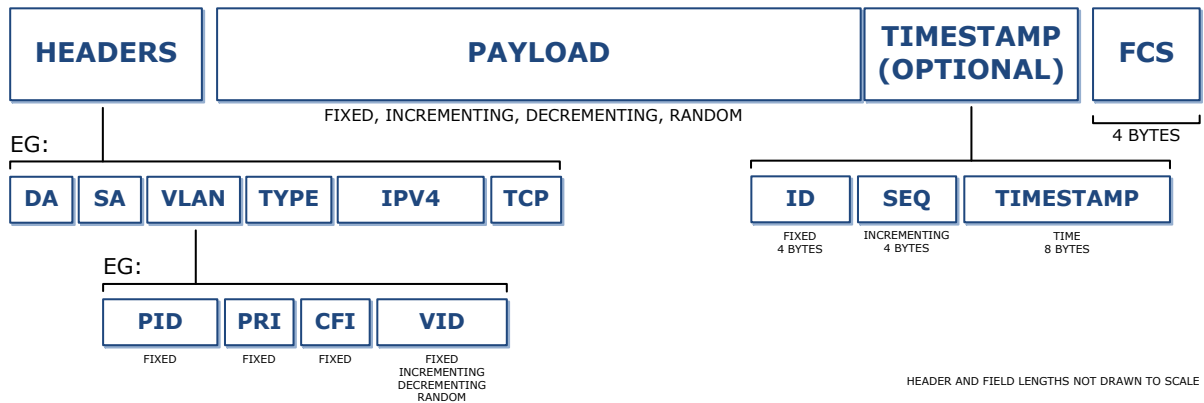 HEADERS
PAYLOAD
TIMESTAMP
(OPTIONAL)
FCS
FIXED, INCREMENTING, DECREMENTING, RANDOM
4 BYTES
EG:
DA
SA
VLAN
TYPE
IPV4
TCP
ID
SEQ
TIMESTAMP
FIXED
4 BYTES
INCREMENTING
4 BYTES
TIME
8 BYTES
EG:
PID
PRI
CFI
VID
FIXED
FIXED
FIXED
FIXED
INCREMENTING
DECREMENTING
RANDOM
HEADER AND FIELD LENGTHS NOT DRAWN TO SCALE